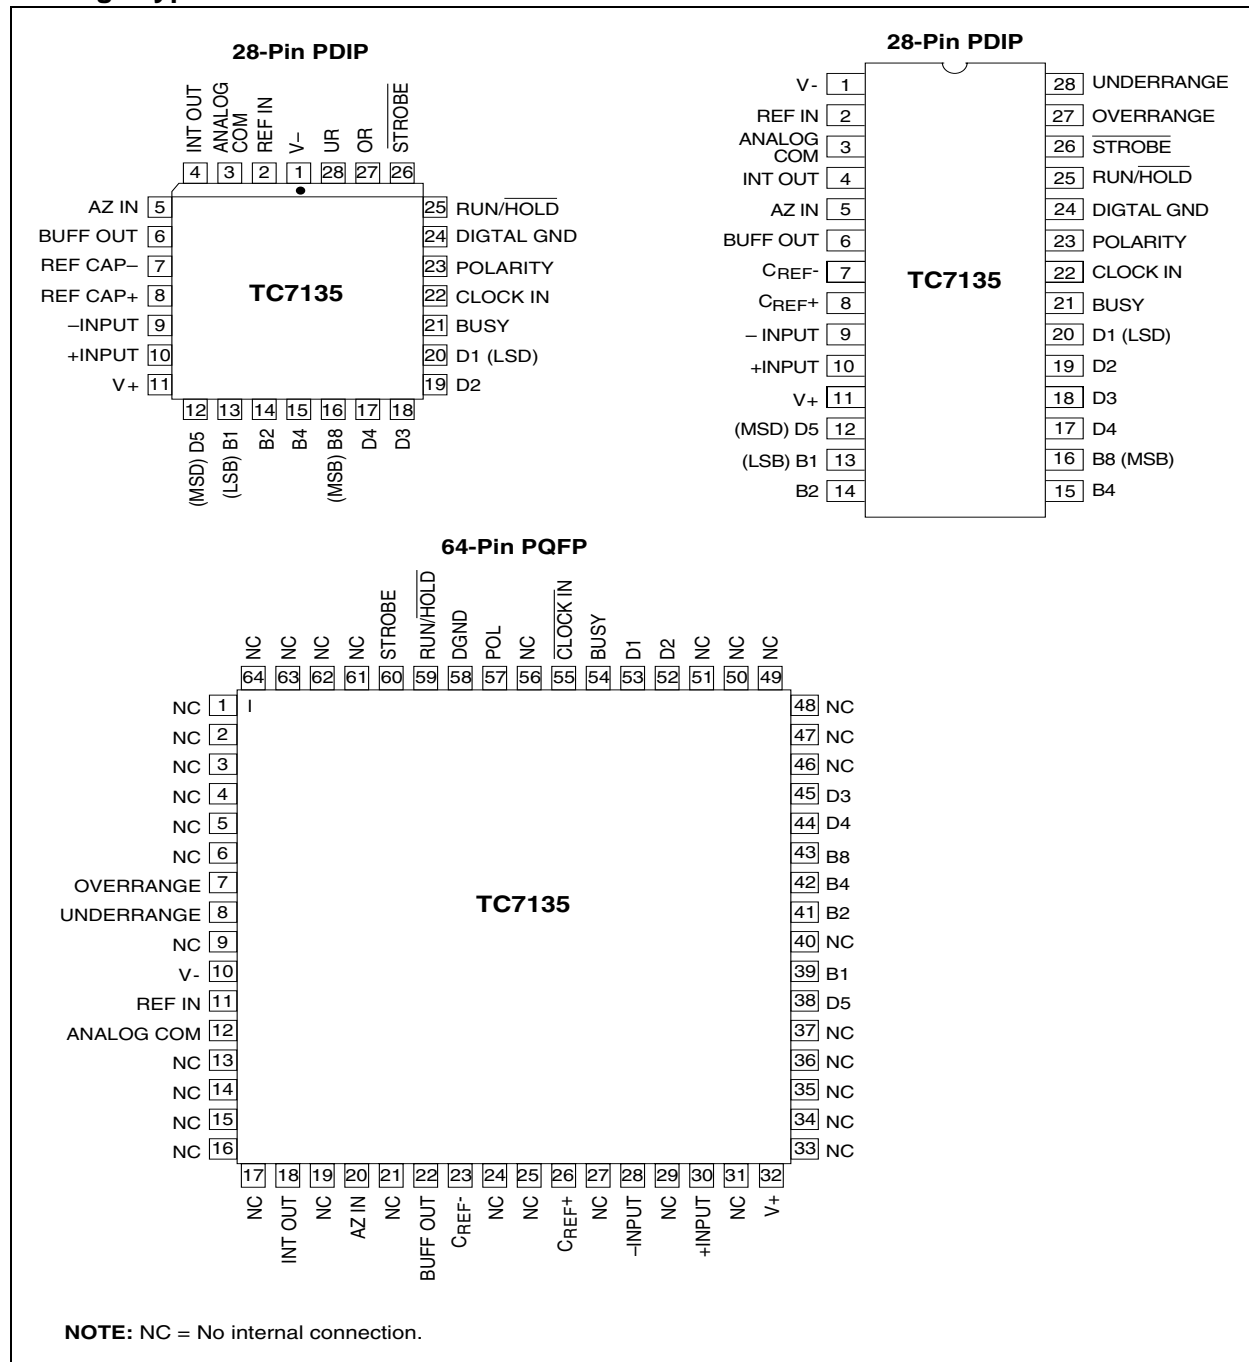 28-Pin PDIP
INT OUT
ANALOG
COM
REF IN
V–
UR
OR
STROBE
4 3 2 1 28 27 26
AZ IN 5
BUFF OUT 6
REF CAP– 7
REF CAP+ 8
–INPUT 9
+INPUT 10
V+ 11
TC7135
25 RUN/HOLD
24 DIGTAL GND
23 POLARITY
22 CLOCK IN
21 BUSY
20 D1 (LSD)
19 D2
12 13 14 15 16 17 18
(MSD) D5
(LSB) B1
B2
B4
(MSB) B8
D4
D3
28-Pin PDIP
V- 1
REF IN 2
ANALOG
COM 3
INT OUT 4
AZ IN 5
BUFF OUT 6
CREF- 7
CREF+ 8
– INPUT 9
+INPUT 10
V+ 11
(MSD) D5 12
(LSB) B1 13
B2 14
TC7135
28 UNDERRANGE
27 OVERRANGE
26 STROBE
25 RUN/HOLD
24 DIGTAL GND
23 POLARITY
22 CLOCK IN
21 BUSY
20 D1 (LSD)
19 D2
18 D3
17 D4
16 B8 (MSB)
15 B4
64-Pin PQFP
NC
NC
NC
NC
STROBE
RUN/HOLD
DGND
POL
NC
CLOCK IN
BUSY
D1
D2
NC
NC
NC
64 63 62 61 60 59 58 57 56 55 54 53 52 51 50 49
NC 1
NC 2
NC 3
NC 4
NC 5
NC 6
OVERRANGE 7
UNDERRANGE 8
NC 9
V- 10
REF IN 11
ANALOG COM 12
NC 13
NC 14
NC 15
NC 16
TC7135
48 NC
47 NC
46 NC
45 D3
44 D4
43 B8
42 B4
41 B2
40 NC
39 B1
38 D5
37 NC
36 NC
35 NC
34 NC
33 NC
17 18 19 20 21 22 23 24 25 26 27 28 29 30 31 32
NC
INT OUT
NC
AZ IN
NC
BUFF OUT
CREF-
NC
NC
CREF+
NC
–INPUT
NC
+INPUT
NC
V+
NOTE: NC = No internal connection.